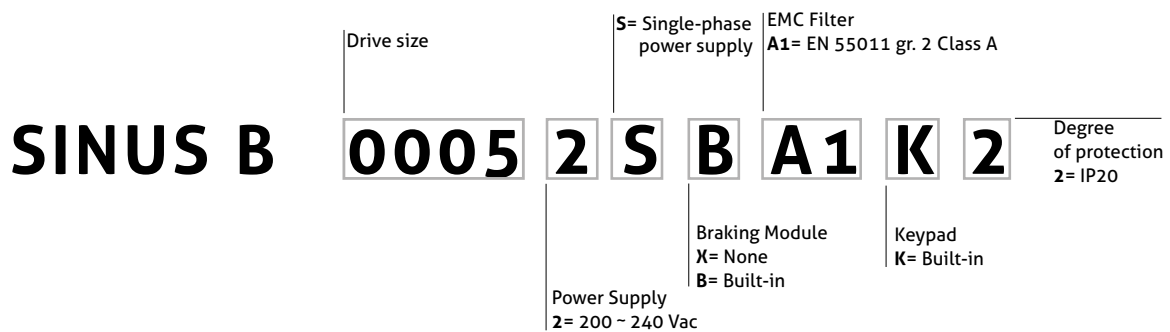 Drive size
S= Single-phase
power supply
EMC Filter
A1= EN 55011 gr. 2 Class A
SINUS B 0005 2 S B A1 K 2
Degree
of protection
2= IP20
Braking Module
X= None
B= Built-in
Keypad
K= Built-in
Power Supply
2= 200 ~ 240 Vac